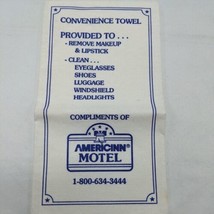 CONVENIENCE TOWEL
PROVIDED TO . . .
- REMOVE MAKEUP
& LIPSTICK
- CLEAN . . .
EYEGLASSES
SHOES
LUGGAGE
WINDSHIELD
HEADLIGHTS
COMPLIMENTS OF
AMERICINN
MOTEL
1-800-634-3444